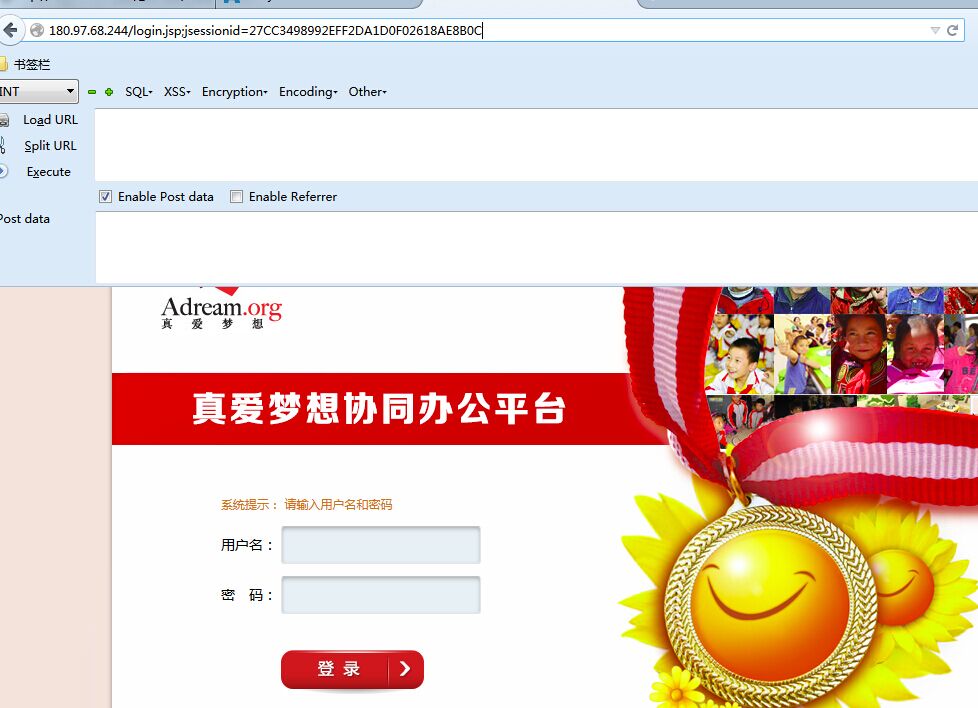 180.97.68.244/login.jsp;jsessionid=27CC3498992EFF2DA1D0F02618AE8B0C
书签栏
INT SQL XSS Encryption Encoding Other
Load URL
Split URL
Execute
Enable Post data Enable Referrer
Post data
Adream.org
真爱梦想
真爱梦想协同办公平台
系统提示： 请输入用户名和密码
用户名：
密 码：
登 录